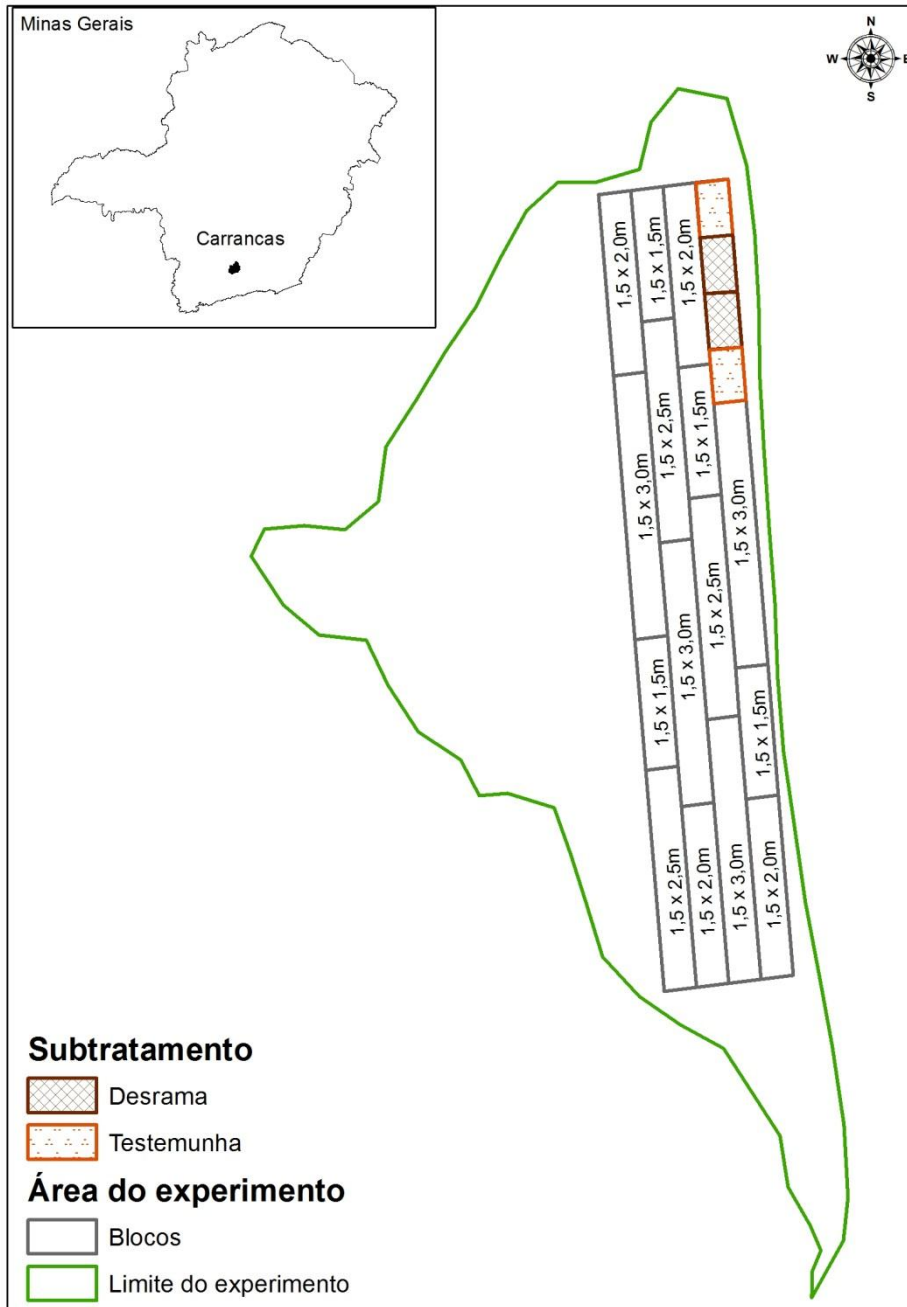 Minas Gerais
Carrancas
N
W
E
S
1,5 x 2,0m
1,5 x 1,5m
1,5 x 2,0m
1,5 x 3,0m
1,5 x 2,5m
1,5 x 1,5m
1,5 x 3,0m
1,5 x 1,5m
1,5 x 3,0m
1,5 x 2,5m
1,5 x 1,5m
1,5 x 2,5m
1,5 x 2,0m
1,5 x 3,0m
1,5 x 2,0m
Subtratamento
Desrama
Testemunha
Área do experimento
Blocos
Limite do experimento